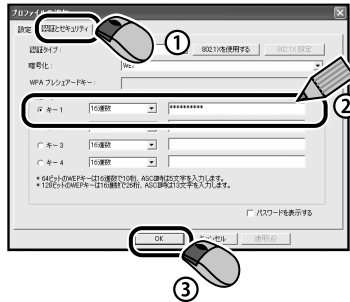 プロファイルの追加
設定
認証とセキュリティ
①
認証タイプ：
802.1Xを使用する
802.1X 設定
暗号化：
WEP
WPA プレシェアードキー：
キー1
16進数
**********
②
キー3
16進数
キー4
16進数
* 64ビットのWEPキーは16進数で10桁、ASCII時は5文字を入力します。
* 128ビットのWEPキーは16進数で26桁、ASCII時は13文字を入力します。
パスワードを表示する
OK
キャンセル
適用(A)
③